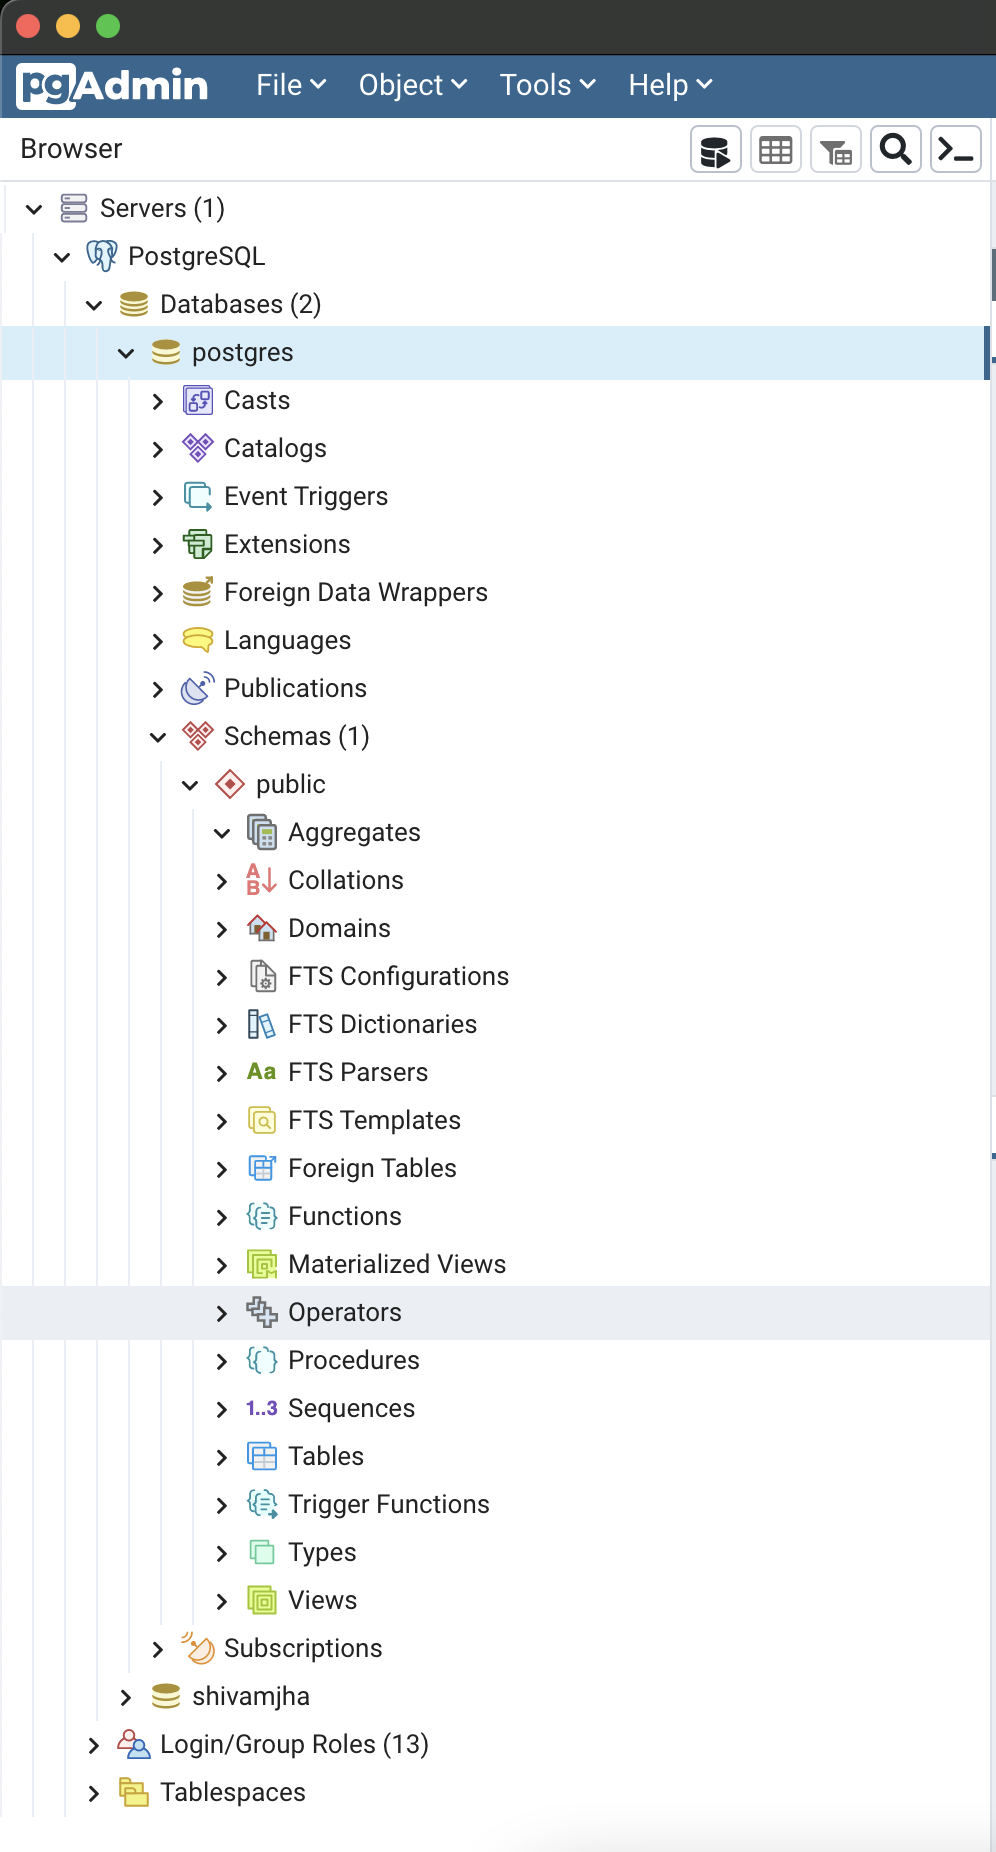 pgAdmin File Object Tools Help
Browser
Servers (1)
PostgreSQL
Databases (2)
postgres
Casts
Catalogs
Event Triggers
Extensions
Foreign Data Wrappers
Languages
Publications
Schemas (1)
public
Aggregates
Collations
Domains
FTS Configurations
FTS Dictionaries
Aa FTS Parsers
FTS Templates
Foreign Tables
Functions
Materialized Views
Operators
Procedures
1..3 Sequences
Tables
Trigger Functions
Types
Views
Subscriptions
shivamjha
Login/Group Roles (13)
Tablespaces